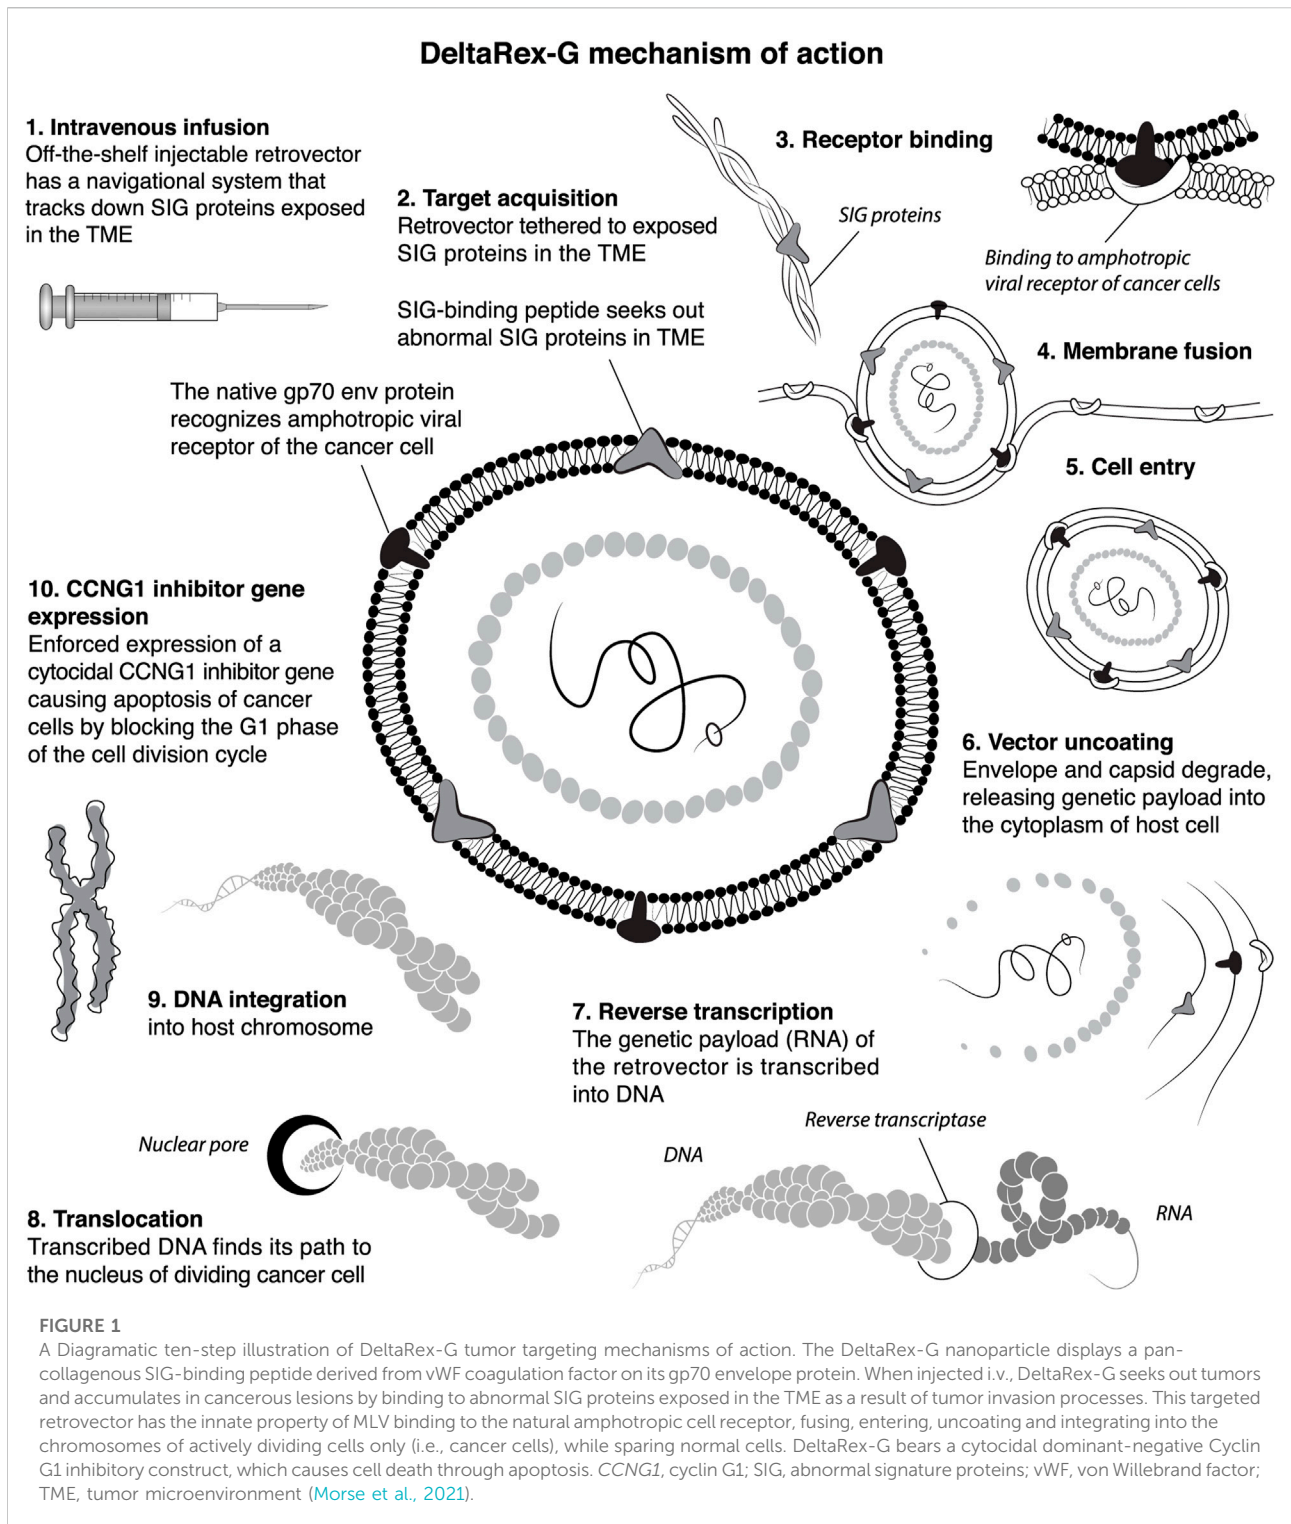 DeltaRex-G mechanism of action
1. Intravenous infusion
Off-the-shelf injectable retrovector
has a navigational system that
tracks down SIG proteins exposed
in the TME
2. Target acquisition
Retrovector tethered to exposed
SIG proteins in the TME
SIG-binding peptide seeks out
abnormal SIG proteins in TME
The native gp70 env protein
recognizes amphotropic viral
receptor of the cancer cell
3. Receptor binding
SIG proteins
Binding to amphotropic
viral receptor of cancer cells
4. Membrane fusion
5. Cell entry
6. Vector uncoating
Envelope and capsid degrade,
releasing genetic payload into
the cytoplasm of host cell
7. Reverse transcription
The genetic payload (RNA) of
the retrovector is transcribed
into DNA
Reverse transcriptase
DNA
RNA
8. Translocation
Transcribed DNA finds its path to
the nucleus of dividing cancer cell
Nuclear pore
9. DNA integration
into host chromosome
10. CCNG1 inhibitor gene
expression
Enforced expression of a
cytocidal CCNG1 inhibitor gene
causing apoptosis of cancer
cells by blocking the G1 phase
of the cell division cycle
FIGURE 1
A Diagramatic ten-step illustration of DeltaRex-G tumor targeting mechanisms of action. The DeltaRex-G nanoparticle displays a pan-
collagenous SIG-binding peptide derived from vWF coagulation factor on its gp70 envelope protein. When injected i.v., DeltaRex-G seeks out tumors
and accumulates in cancerous lesions by binding to abnormal SIG proteins exposed in the TME as a result of tumor invasion processes. This targeted
retrovector has the innate property of MLV binding to the natural amphotropic cell receptor, fusing, entering, uncoating and integrating into the
chromosomes of actively dividing cells only (i.e., cancer cells), while sparing normal cells. DeltaRex-G bears a cytocidal dominant-negative Cyclin
G1 inhibitory construct, which causes cell death through apoptosis. CCNG1, cyclin G1; SIG, abnormal signature proteins; vWF, von Willebrand factor;
TME, tumor microenvironment (Morse et al., 2021).